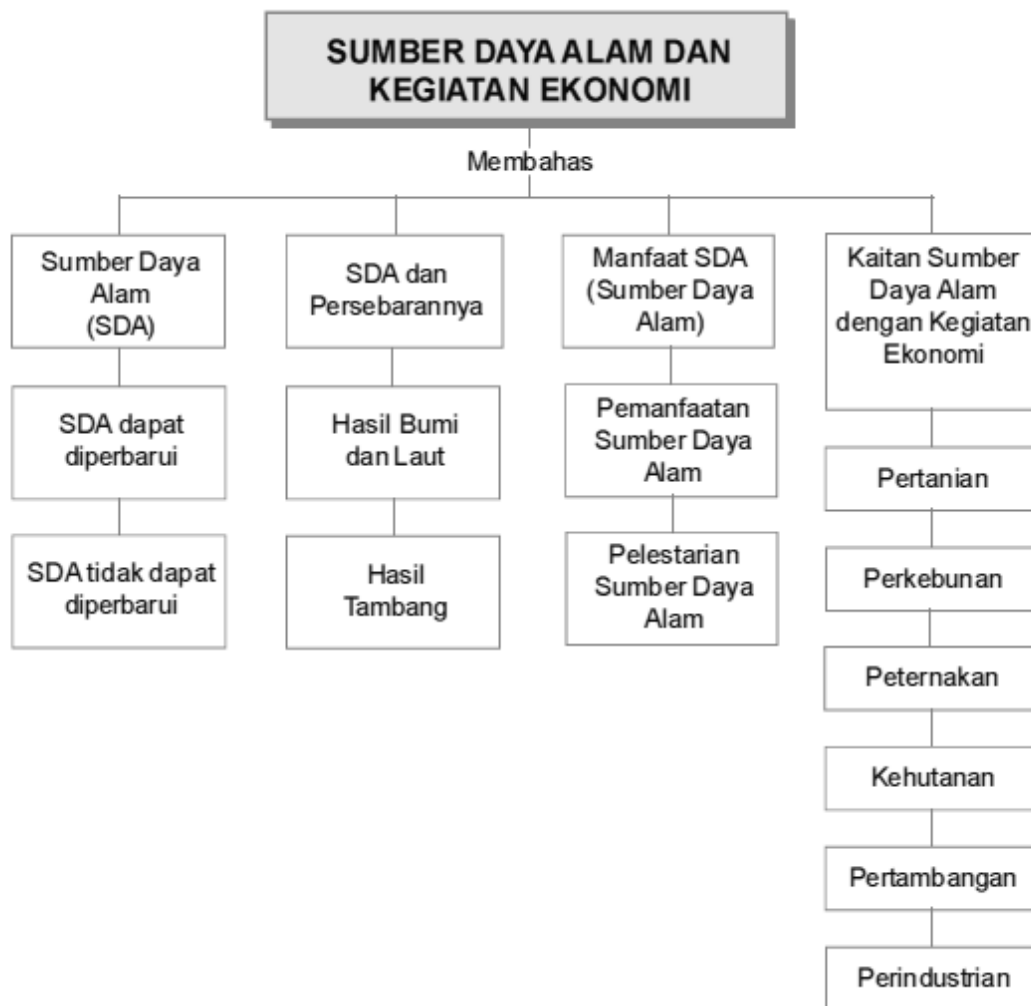 SUMBER DAYA ALAM DAN
KEGIATAN EKONOMI
Membahas
Sumber Daya
Alam
(SDA)
SDA dapat
diperbarui
SDA tidak dapat
diperbarui
SDA dan
Persebarannya
Hasil Bumi
dan Laut
Hasil
Tambang
Manfaat SDA
(Sumber Daya
Alam)
Pemanfaatan
Sumber Daya
Alam
Pelestarian
Sumber Daya
Alam
Kaitan Sumber
Daya Alam
dengan Kegiatan
Ekonomi
Pertanian
Perkebunan
Peternakan
Kehutanan
Pertambangan
Perindustrian